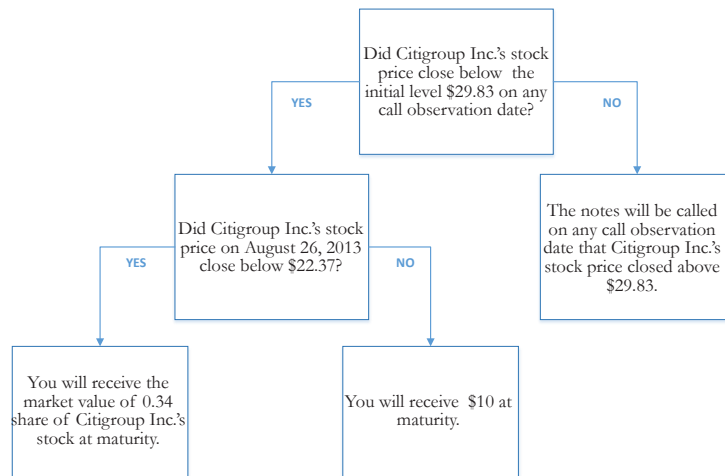 Did Citigroup Inc.'s stock
price close below the
initial level $29.83 on any
call observation date?
YES
NO
Did Citigroup Inc.'s stock
price on August 26, 2013
close below $22.37?
The notes will be called
on any call observation
date that Citigroup Inc.'s
stock price closed above
$29.83.
YES
NO
You will receive the
market value of 0.34
share of Citigroup Inc.'s
stock at maturity.
You will receive $10 at
maturity.